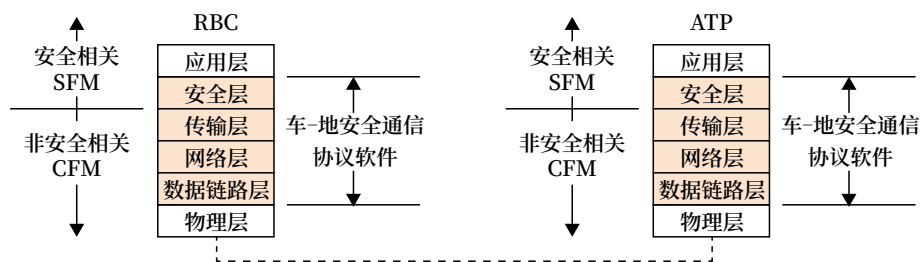 RBC
安全相关
SFM
非安全相关
CFM
应用层
安全层
传输层
网络层
数据链路层
物理层
车-地安全通信
协议软件
ATP
安全相关
SFM
非安全相关
CFM
应用层
安全层
传输层
网络层
数据链路层
物理层
车-地安全通信
协议软件